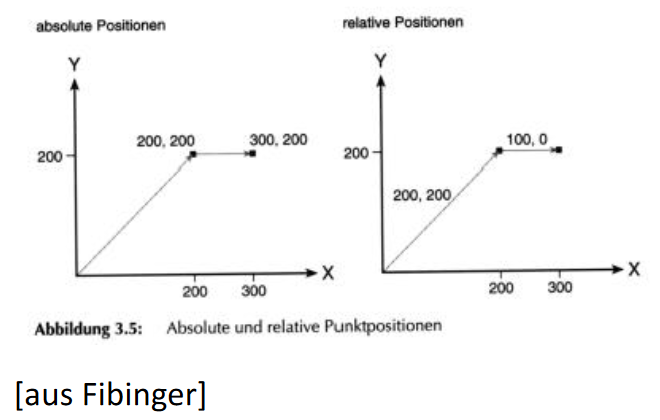 absolute Positionen
Y
200, 200
300, 200
200
X
200
300
relative Positionen
Y
100, 0
200
200, 200
X
200
300
Abbildung 3.5: Absolute und relative Punktpositionen
[aus Fibinger]